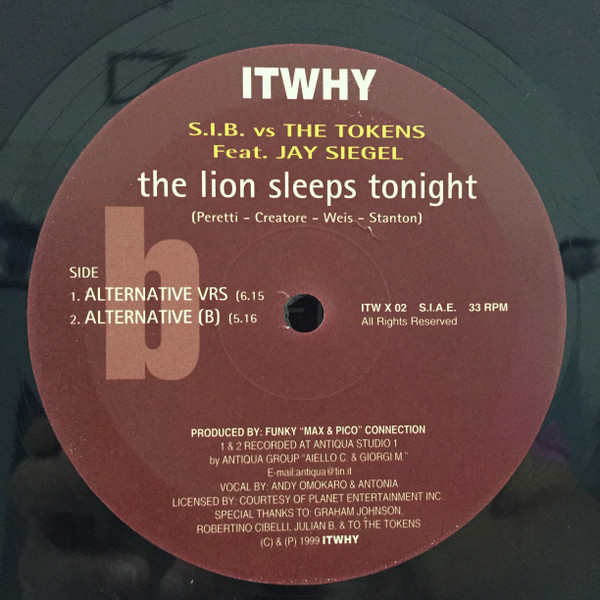 ITWHY
S.I.B. vs THE TOKENS
Feat. JAY SIEGEL
the lion sleeps tonight
(Peretti - Creatore - Weis - Stanton)
b
SIDE
1. ALTERNATIVE VRS (6.15
2. ALTERNATIVE (B) (5.16
ITW X 02 S.I.A.E. 33 RPM
All Rights Reserved
PRODUCED BY: FUNKY "MAX & PICO" CONNECTION
1 & 2 RECORDED AT ANTIQUA STUDIO 1
by ANTIQUA GROUP "AIELLO C. & GIORGI M."
E-mail:antiqua@tin.it
VOCAL BY: ANDY OMOKARO & ANTONIA
LICENSED BY: COURTESY OF PLANET ENTERTAINMENT INC.
SPECIAL THANKS TO: GRAHAM JOHNSON,
ROBERTINO CIBELLI, JULIAN B. & TO THE TOKENS
(C) & (P) 1999 ITWHY